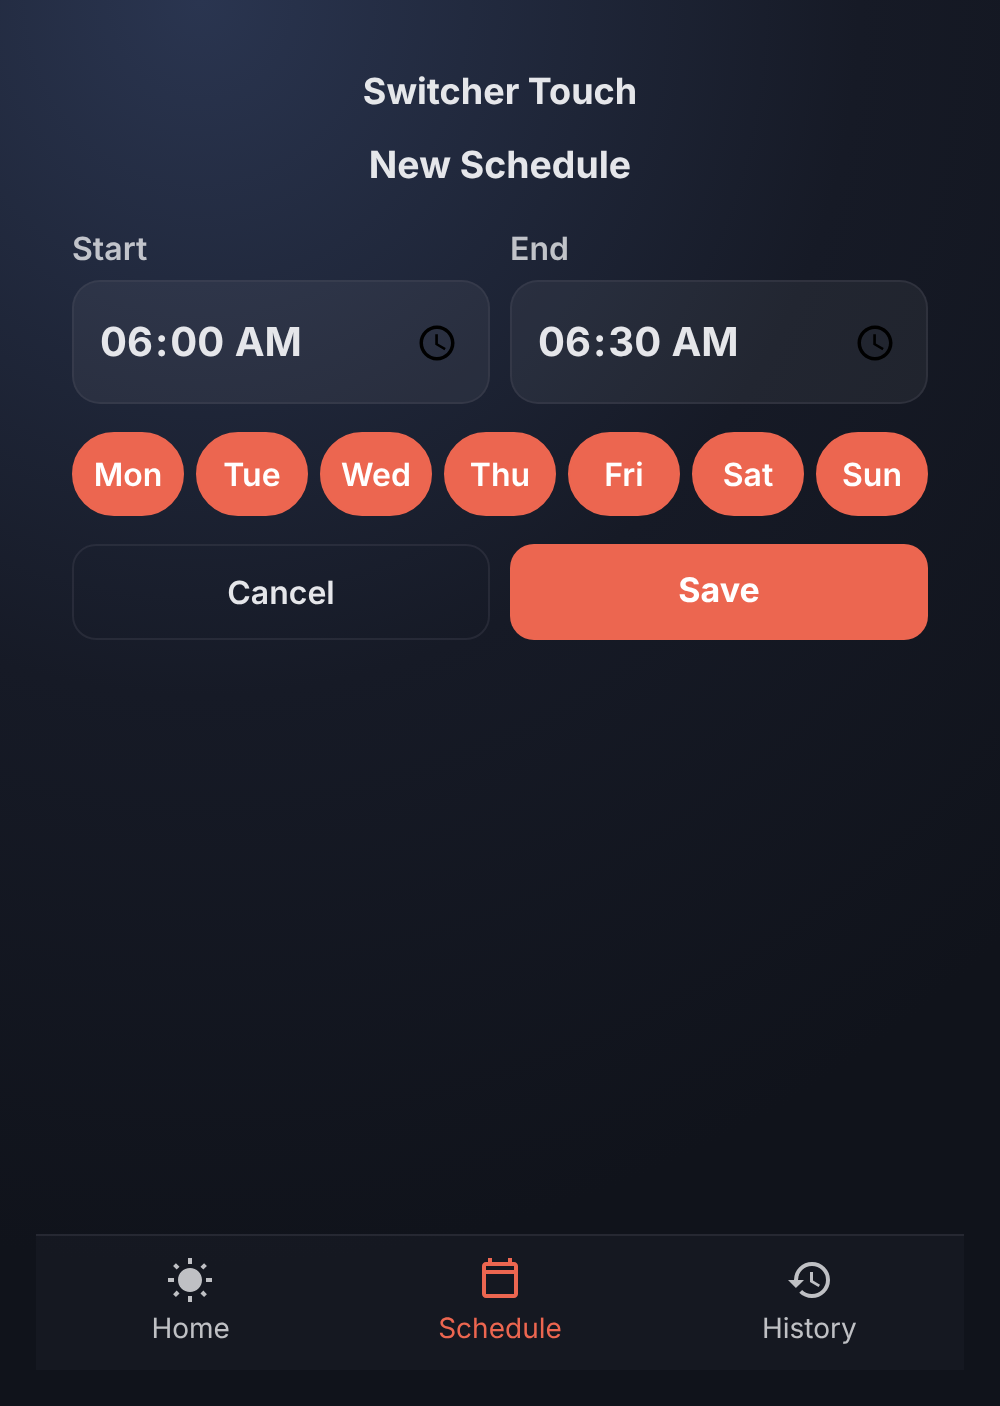 Switcher Touch
New Schedule
Start End
06:00 AM 06:30 AM
Mon Tue Wed Thu Fri Sat Sun
Cancel Save
Home Schedule History